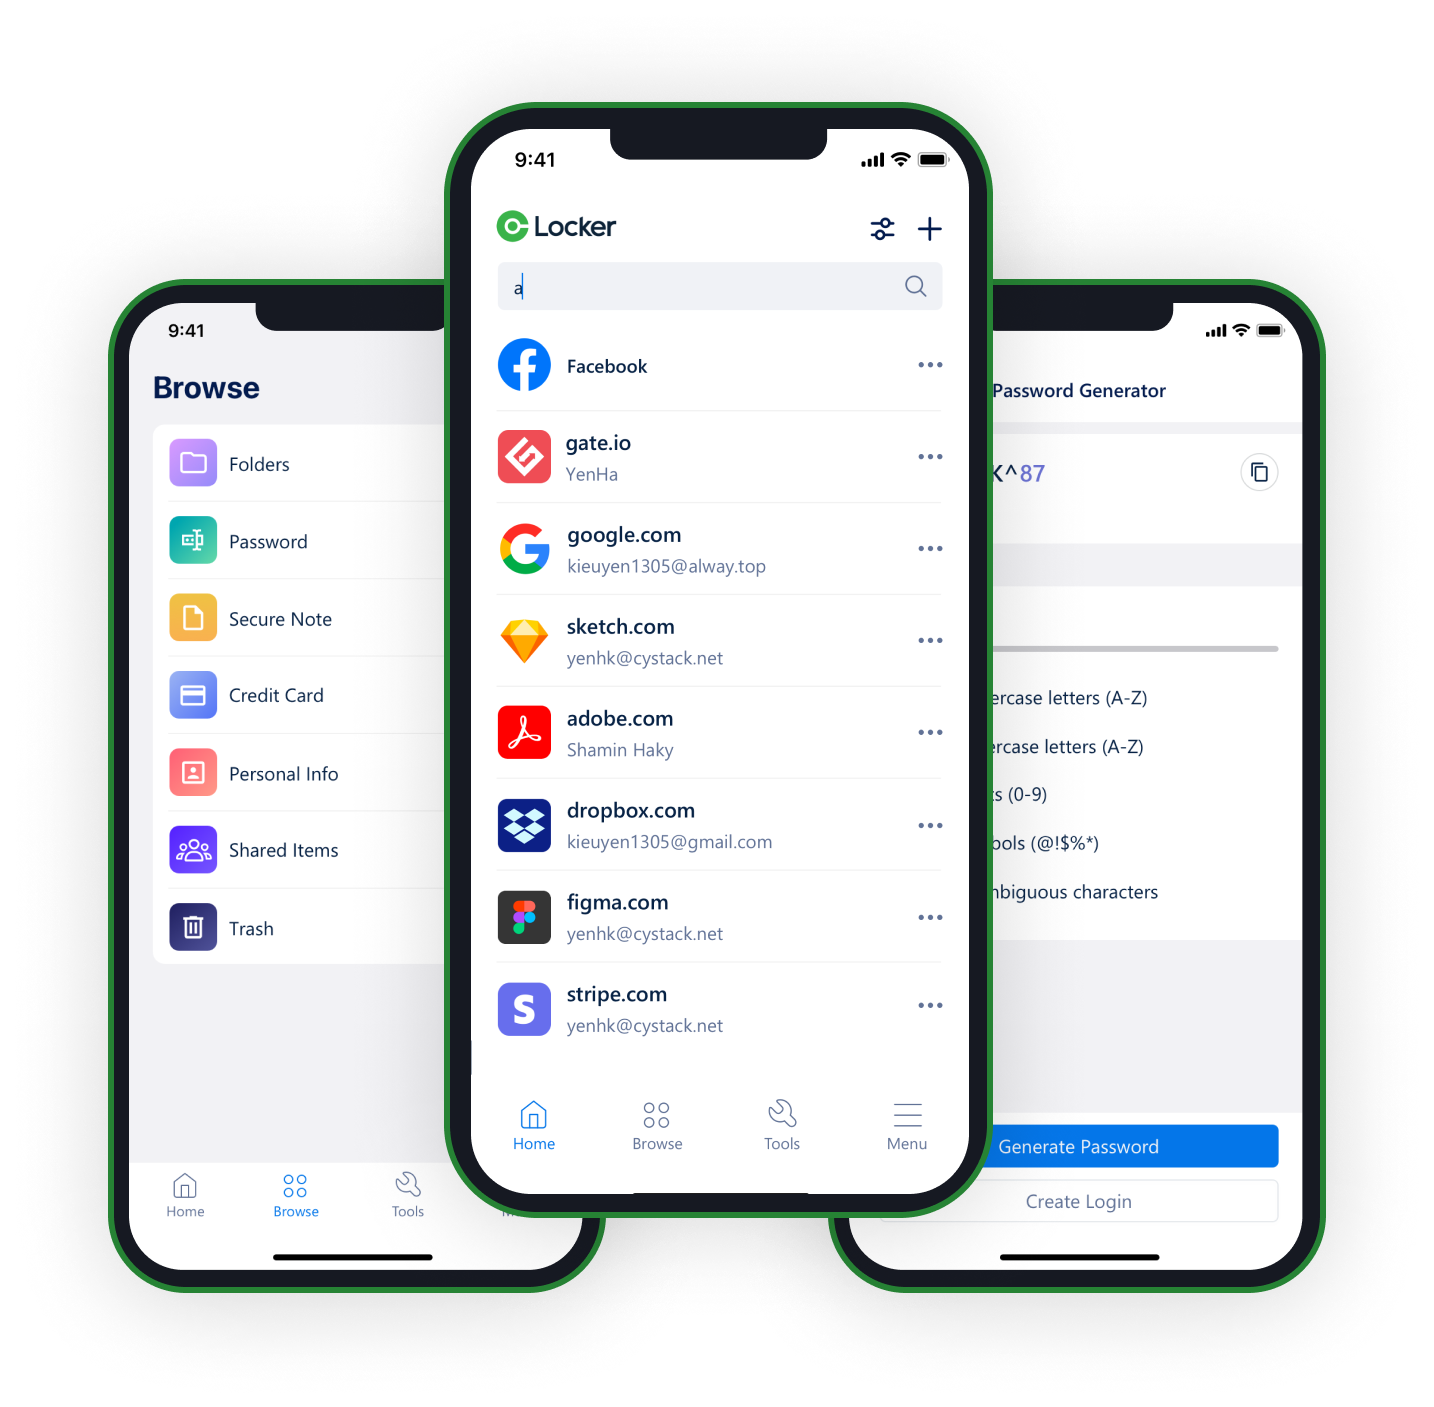 9:41
Browse
Folders
Password
Secure Note
Credit Card
Personal Info
Shared Items
Trash
Home
Browse
Tools
9:41
Locker
a
Facebook
gate.io
YenHa
google.com
kieuyen1305@alway.top
sketch.com
yenhk@cystack.net
adobe.com
Shamin Haky
dropbox.com
kieuyen1305@gmail.com
figma.com
yenhk@cystack.net
stripe.com
yenhk@cystack.net
Home
Browse
Tools
Menu
Password Generator
K^87
ercase letters (A-Z)
ercase letters (A-Z)
s (0-9)
bols (@!$%*)
biguous characters
Generate Password
Create Login